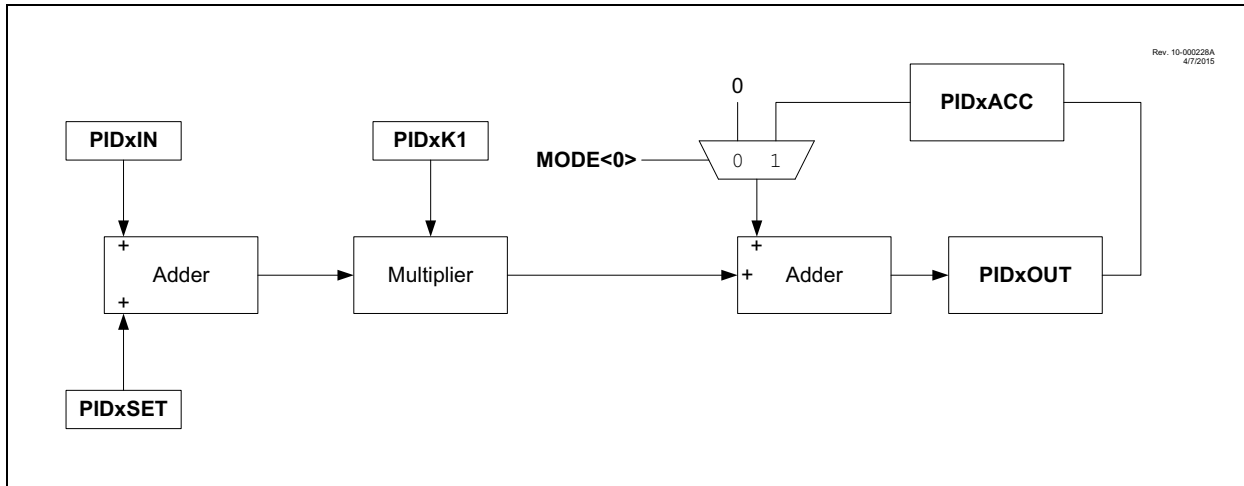 Rev. 10-000228A
4/7/2015
0
PIDxACC
PIDxIN
PIDxK1
MODE<0>
0 1
+
Adder
+
Multiplier
+
+
Adder
PIDxOUT
PIDxSET